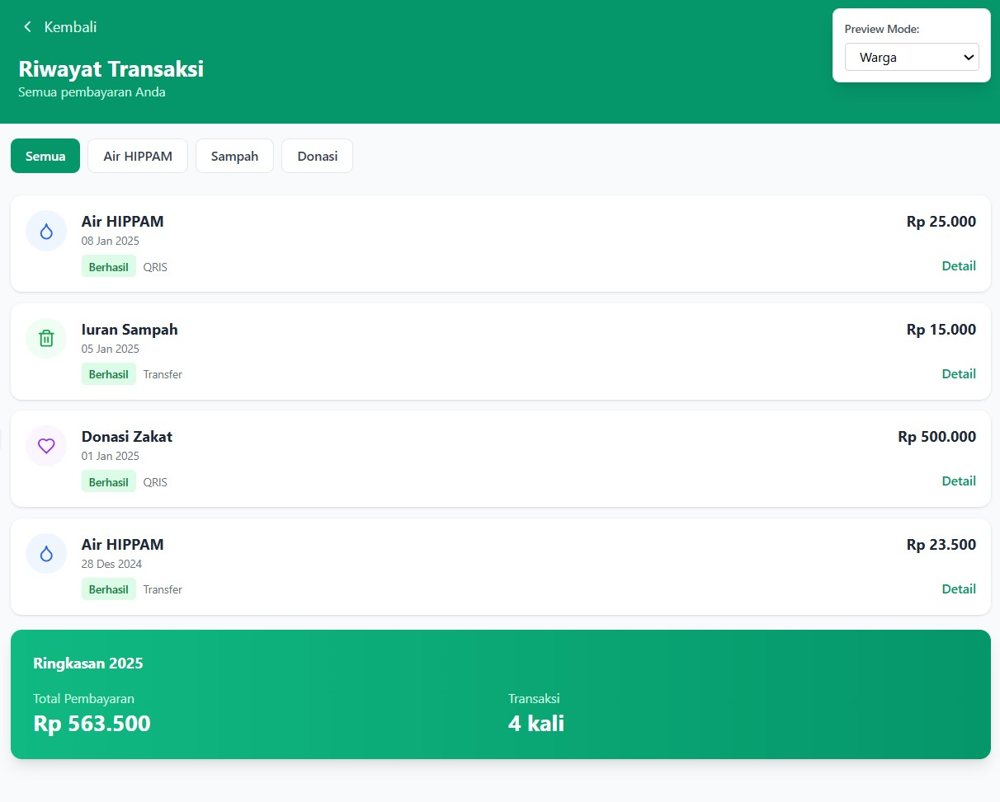 Kembali
Riwayat Transaksi
Semua pembayaran Anda
Preview Mode:
Warga
Semua
Air HIPPAM
Sampah
Donasi
Air HIPPAM
Rp 25.000
08 Jan 2025
Berhasil QRIS
Detail
Iuran Sampah
Rp 15.000
05 Jan 2025
Berhasil Transfer
Detail
Donasi Zakat
Rp 500.000
01 Jan 2025
Berhasil QRIS
Detail
Air HIPPAM
Rp 23.500
28 Des 2024
Berhasil Transfer
Detail
Ringkasan 2025
Total Pembayaran
Rp 563.500
Transaksi
4 kali